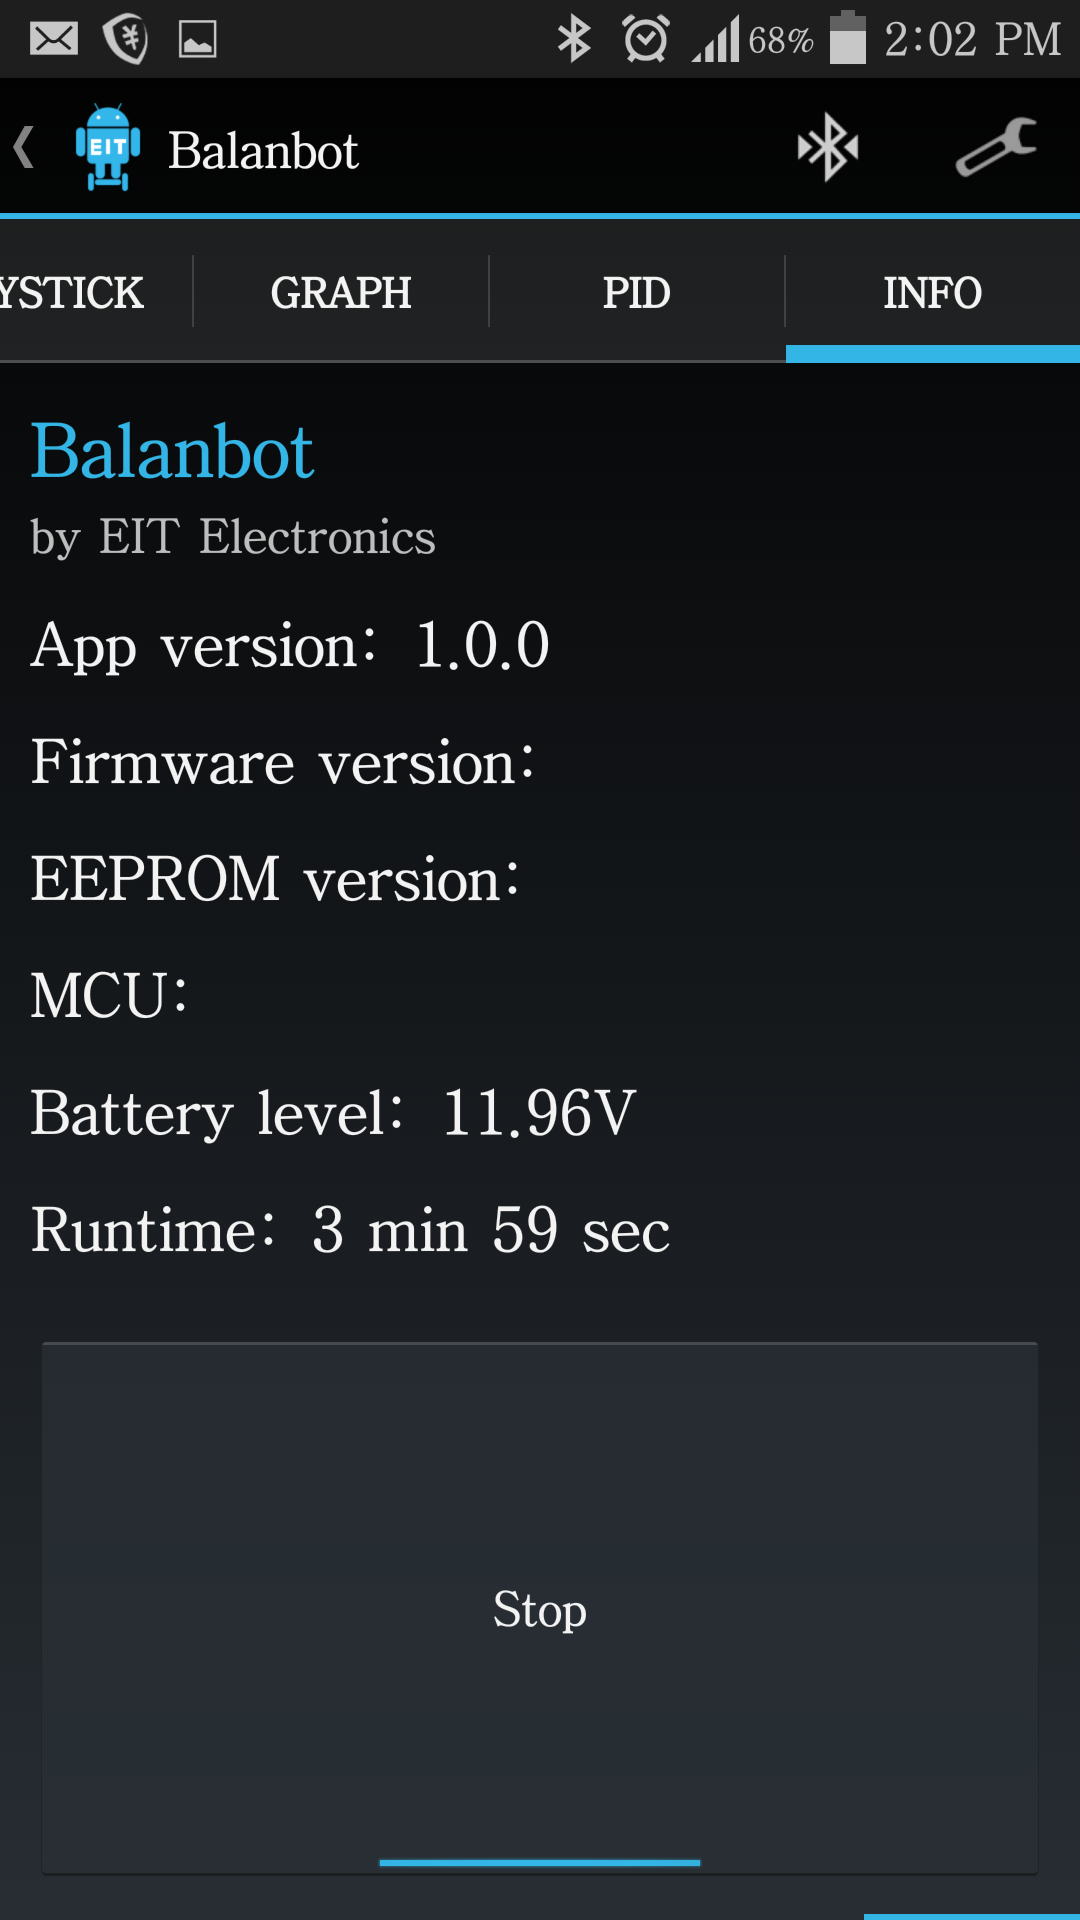 68% 2:02 PM
EIT Balanbot
YSTICK GRAPH PID INFO
Balanbot
by EIT Electronics
App version: 1.0.0
Firmware version:
EEPROM version:
MCU:
Battery level: 11.96V
Runtime: 3 min 59 sec
Stop